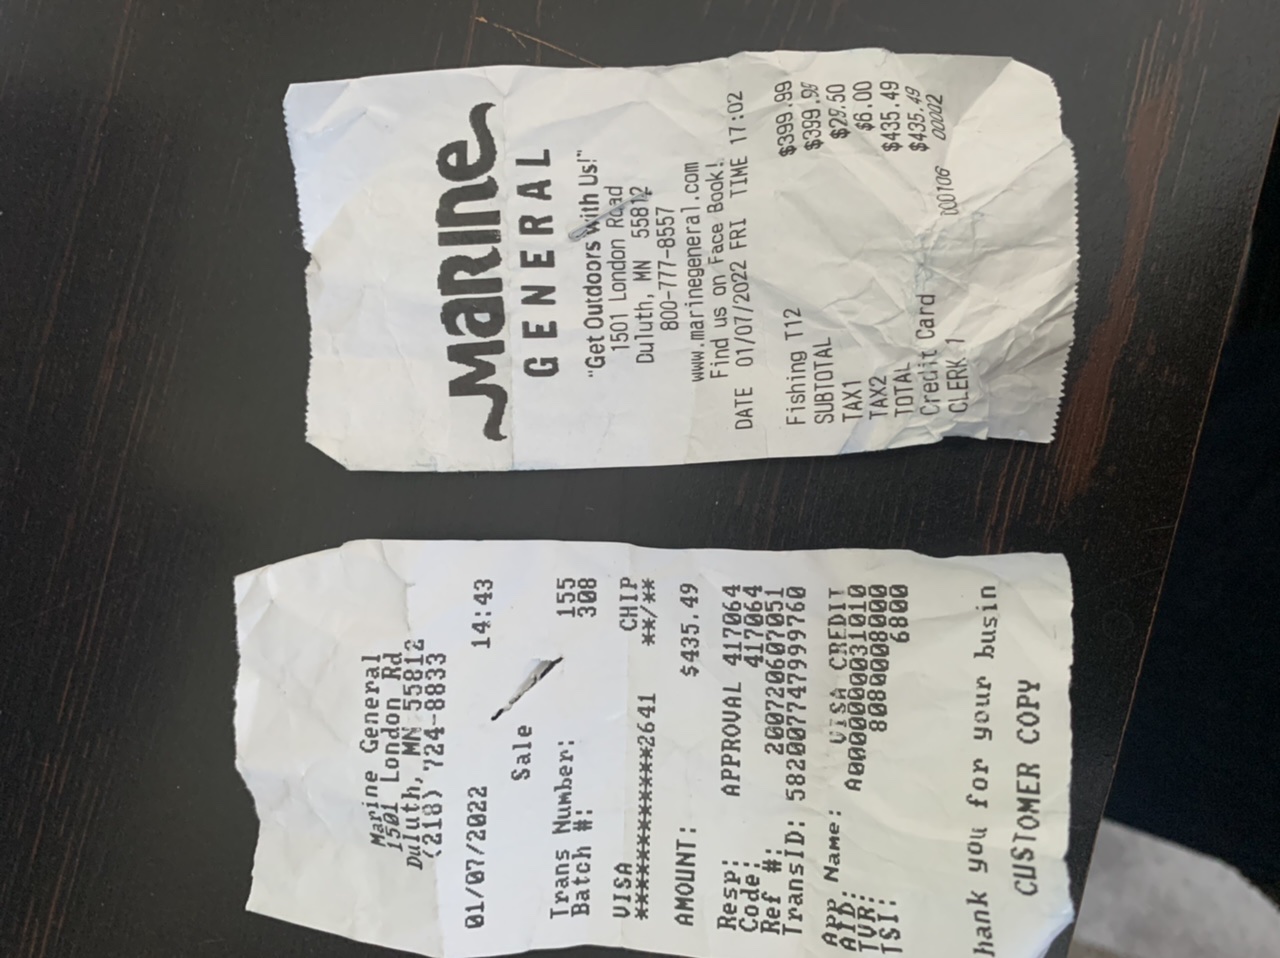 Marine
GENERAL
"Get Outdoors With Us!"
1501 London Road
Duluth, MN 55812
800-777-8557
www.marinegeneral.com
Find us on Face Book!
DATE 01/07/2022 FRI TIME 17:02
Fishing T12 $399.99
SUBTOTAL $399.99
TAX1 $29.50
TAX2 $6.00
TOTAL $435.49
Credit Card $435.49
CLERK 1 000106 00002
Marine General
1501 London Rd
Duluth, MN 55812
(218) 724-8833
01/07/2022 14:43
Sale
Trans Number: 155
Batch #: 308
VISA CHIP
************2641 **/**
AMOUNT: $435.49
Resp: APPROVAL 417064
Code: 417064
Ref #: 200720607051
TransID: 582007747999760
App Name: VISA CREDIT
AID: A0000000031010
TVR: 8080008000
TSI: 6800
hank you for your busin
CUSTOMER COPY